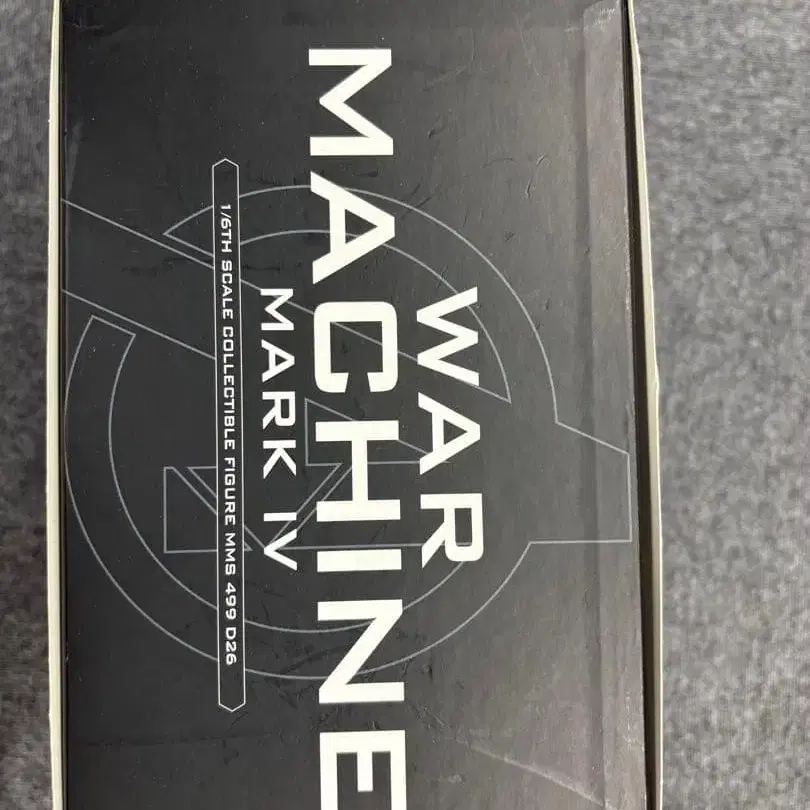 WAR
MACHINE
MARK IV
1/6TH SCALE COLLECTIBLE FIGURE MMS 499 D26